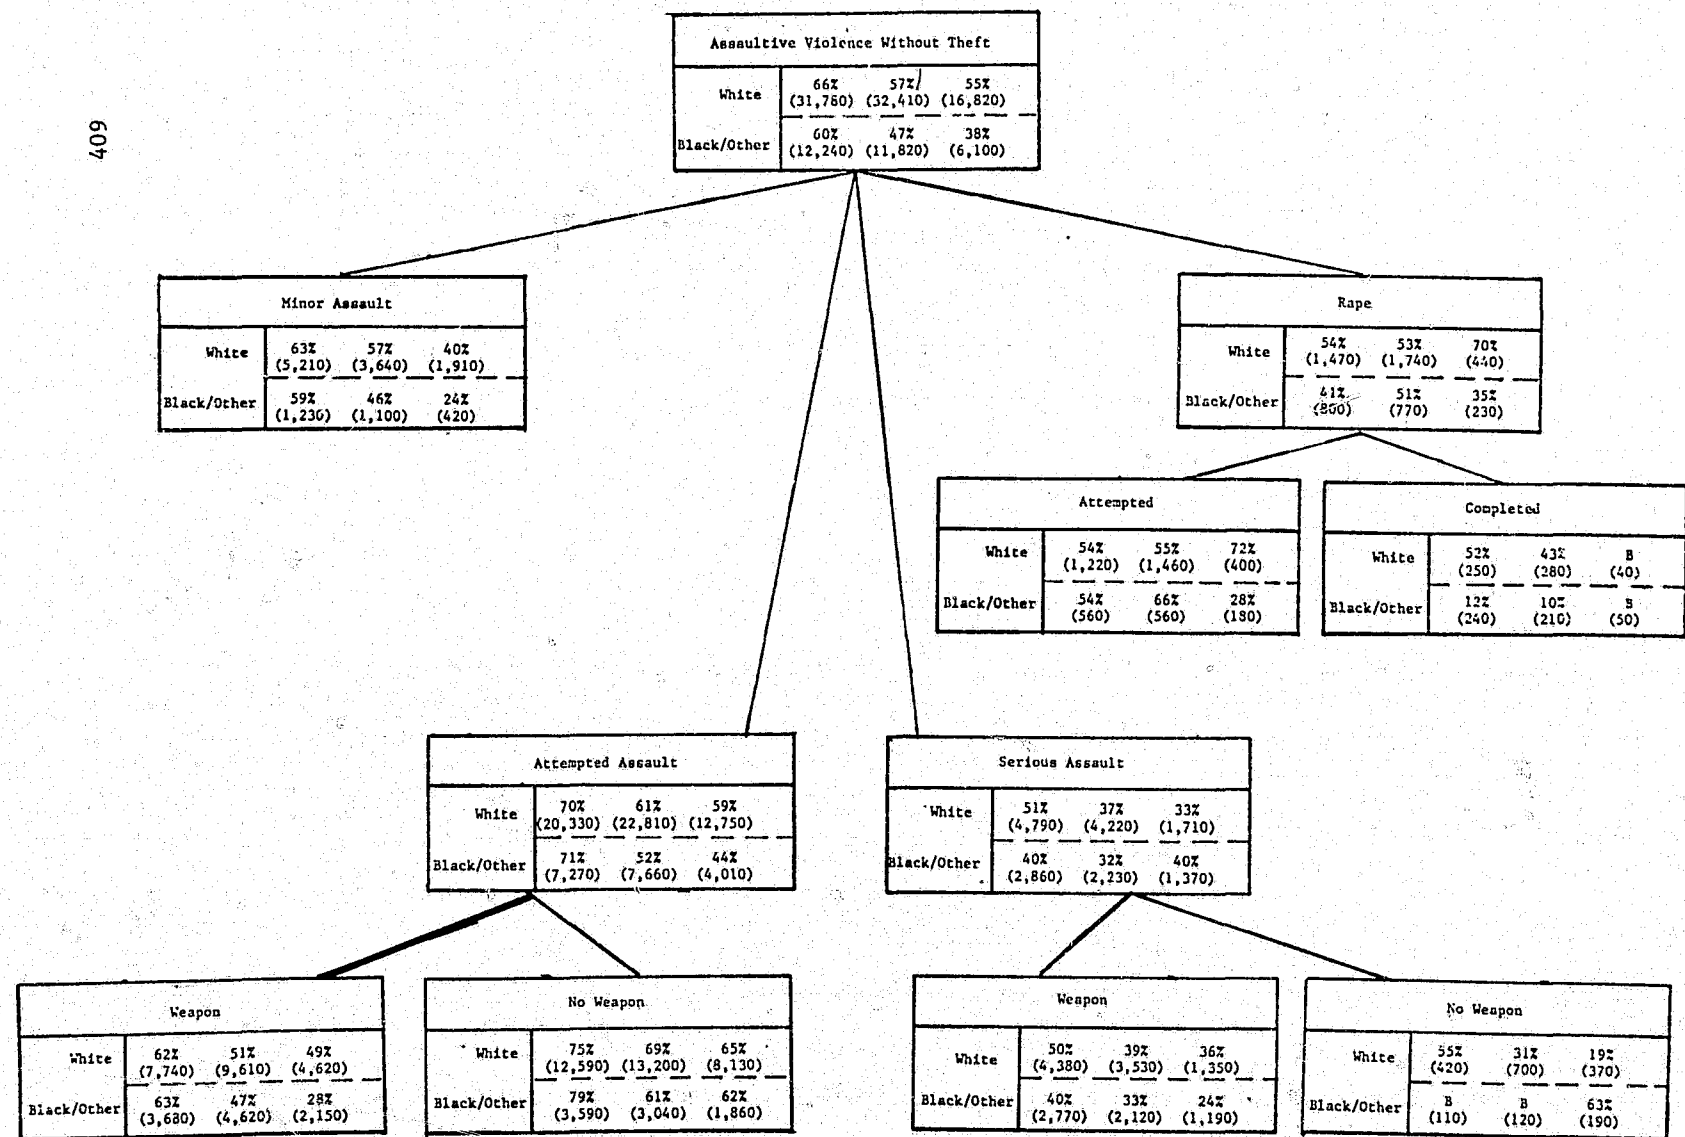 409
Assaultive Violence Without Theft
White 66% 57% 55%
(31,780) (32,410) (16,820)
Black/Other 60% 47% 38%
(12,240) (11,820) (6,100)
Minor Assault
White 63% 57% 40%
(5,210) (3,640) (1,910)
Black/Other 59% 46% 24%
(1,230) (1,100) (420)
Rape
White 54% 53% 70%
(1,470) (1,740) (440)
Black/Other 41% 51% 35%
(800) (770) (230)
Attempted
White 54% 55% 72%
(1,220) (1,460) (400)
Black/Other 54% 66% 28%
(560) (560) (180)
Completed
White 52% 43% B
(250) (280) (40)
Black/Other 12% 10% B
(240) (210) (50)
Attempted Assault
White 70% 61% 59%
(20,330) (22,810) (12,750)
Black/Other 71% 52% 44%
(7,270) (7,660) (4,010)
Serious Assault
White 51% 37% 33%
(4,790) (4,220) (1,710)
Black/Other 40% 32% 40%
(2,860) (2,230) (1,370)
Weapon
White 62% 51% 49%
(7,740) (9,610) (4,620)
Black/Other 63% 47% 28%
(3,680) (4,620) (2,150)
No Weapon
White 75% 69% 65%
(12,590) (13,200) (8,130)
Black/Other 79% 61% 62%
(3,590) (3,040) (1,860)
Weapon
White 50% 39% 36%
(4,380) (3,530) (1,350)
Black/Other 40% 33% 24%
(2,770) (2,120) (1,190)
No Weapon
White 55% 31% 19%
(420) (700) (370)
Black/Other B B 63%
(110) (120) (190)